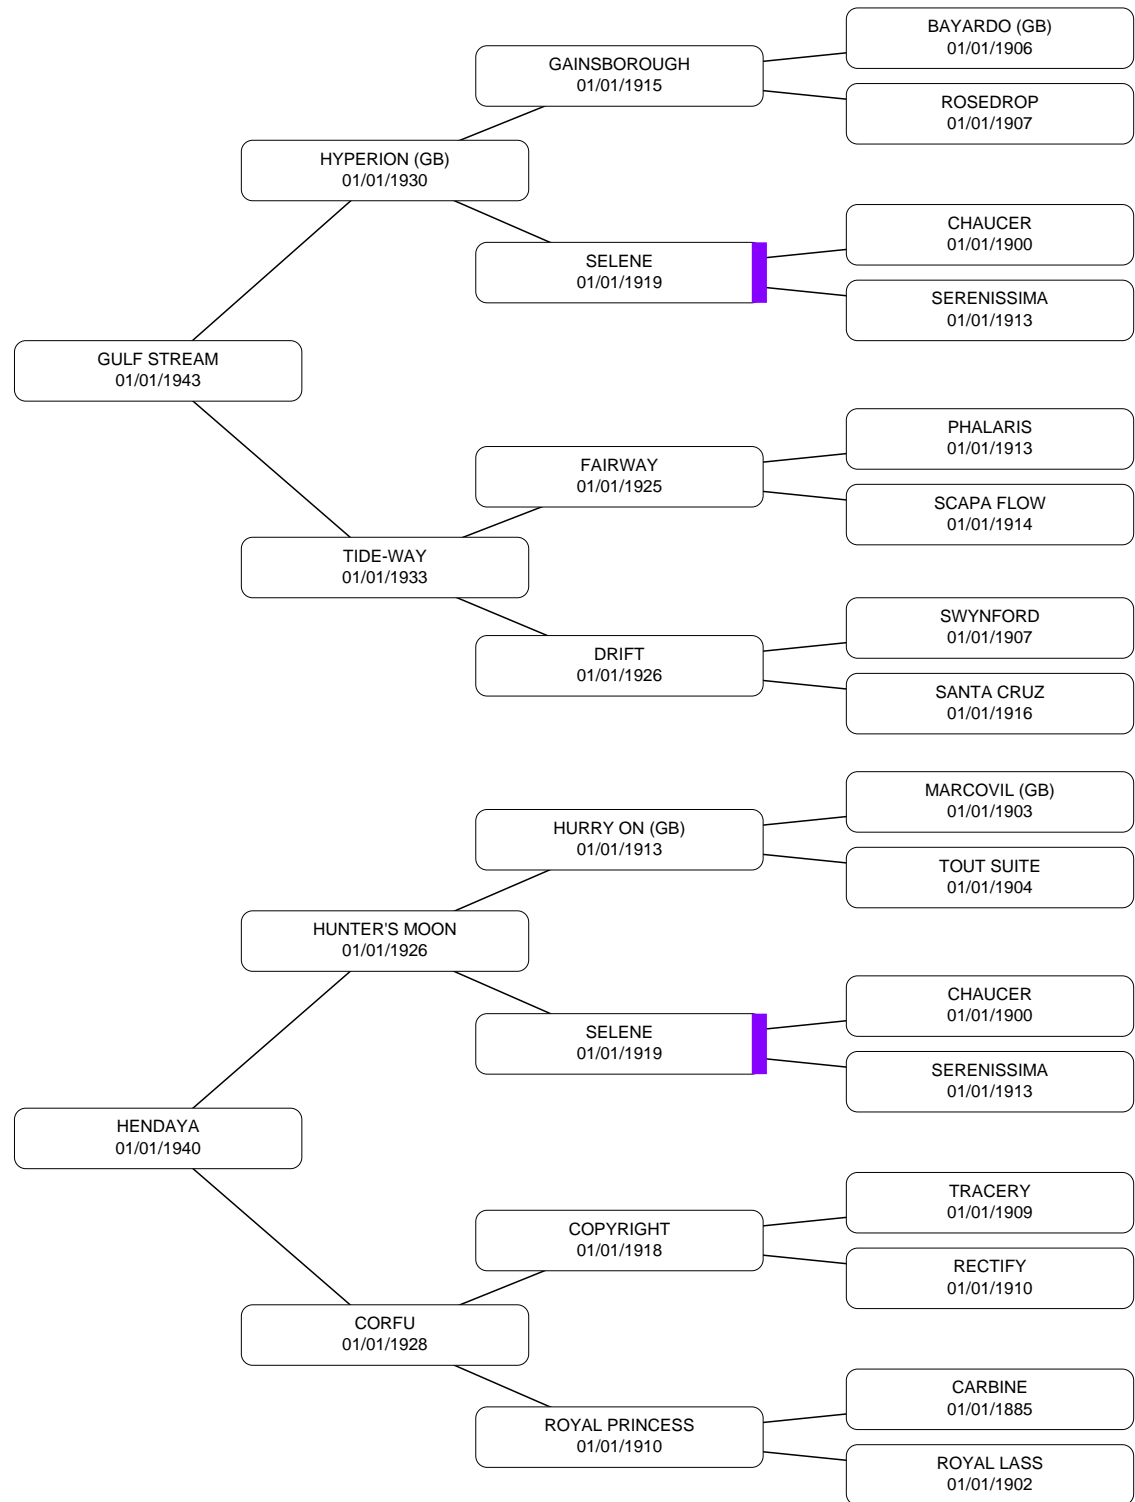 BAYARDO (GB)
01/01/1906
GAINSBOROUGH
01/01/1915
ROSEDROP
01/01/1907
HYPERION (GB)
01/01/1930
CHAUCER
01/01/1900
SELENE
01/01/1919
SERENISSIMA
01/01/1913
GULF STREAM
01/01/1943
PHALARIS
01/01/1913
FAIRWAY
01/01/1925
SCAPA FLOW
01/01/1914
TIDE-WAY
01/01/1933
SWYNFORD
01/01/1907
DRIFT
01/01/1926
SANTA CRUZ
01/01/1916
MARCOVIL (GB)
01/01/1903
HURRY ON (GB)
01/01/1913
TOUT SUITE
01/01/1904
HUNTER'S MOON
01/01/1926
CHAUCER
01/01/1900
SELENE
01/01/1919
SERENISSIMA
01/01/1913
HENDAYA
01/01/1940
TRACERY
01/01/1909
COPYRIGHT
01/01/1918
RECTIFY
01/01/1910
CORFU
01/01/1928
CARBINE
01/01/1885
ROYAL PRINCESS
01/01/1910
ROYAL LASS
01/01/1902